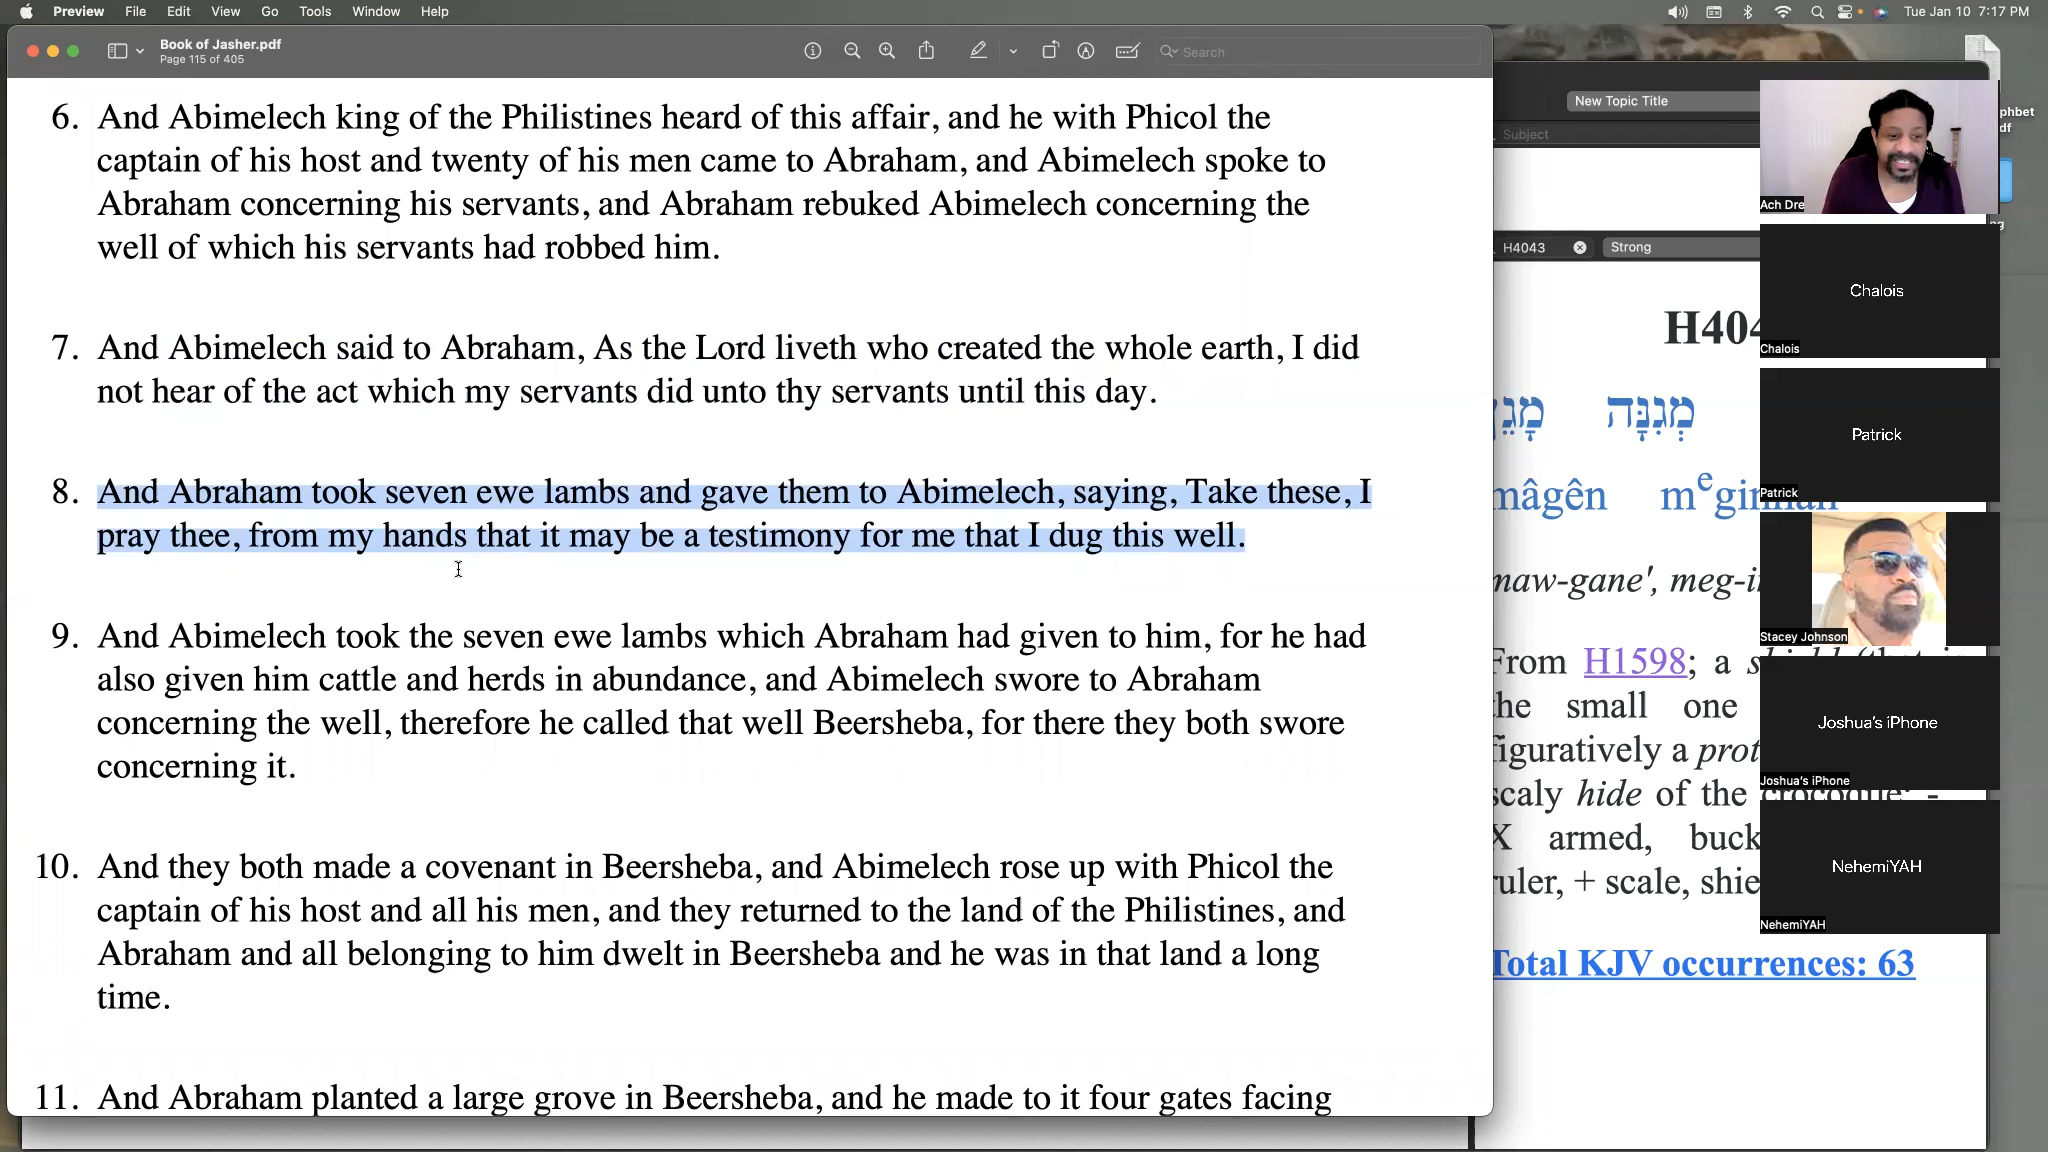 Preview File Edit View Go Tools Window Help
Tue Jan 10 7:17 PM
Book of Jasher.pdf
Page 115 of 405
Search
6. And Abimelech king of the Philistines heard of this affair, and he with Phicol the
captain of his host and twenty of his men came to Abraham, and Abimelech spoke to
Abraham concerning his servants, and Abraham rebuked Abimelech concerning the
well of which his servants had robbed him.
7. And Abimelech said to Abraham, As the Lord liveth who created the whole earth, I did
not hear of the act which my servants did unto thy servants until this day.
8. And Abraham took seven ewe lambs and gave them to Abimelech, saying, Take these, I
pray thee, from my hands that it may be a testimony for me that I dug this well.
9. And Abimelech took the seven ewe lambs which Abraham had given to him, for he had
also given him cattle and herds in abundance, and Abimelech swore to Abraham
concerning the well, therefore he called that well Beersheba, for there they both swore
concerning it.
10. And they both made a covenant in Beersheba, and Abimelech rose up with Phicol the
captain of his host and all his men, and they returned to the land of the Philistines, and
Abraham and all belonging to him dwelt in Beersheba and he was in that land a long
time.
11. And Abraham planted a large grove in Beersheba, and he made to it four gates facing
New Topic Title
Subject
H4043 Strong
H404
מָגֵן מְגִנָּה
mâgên
maw-gane',
From H1598; a
the small one
figuratively a
scaly hide of the crocodile; -
X armed,
ruler, + scale,
Total KJV occurrences: 63
phbet
df
ng
Ach Dre
Chalois
Chalois
Patrick
Patrick
Stacey Johnson
Joshua's iPhone
Joshua's iPhone
NehemiYAH
NehemiYAH